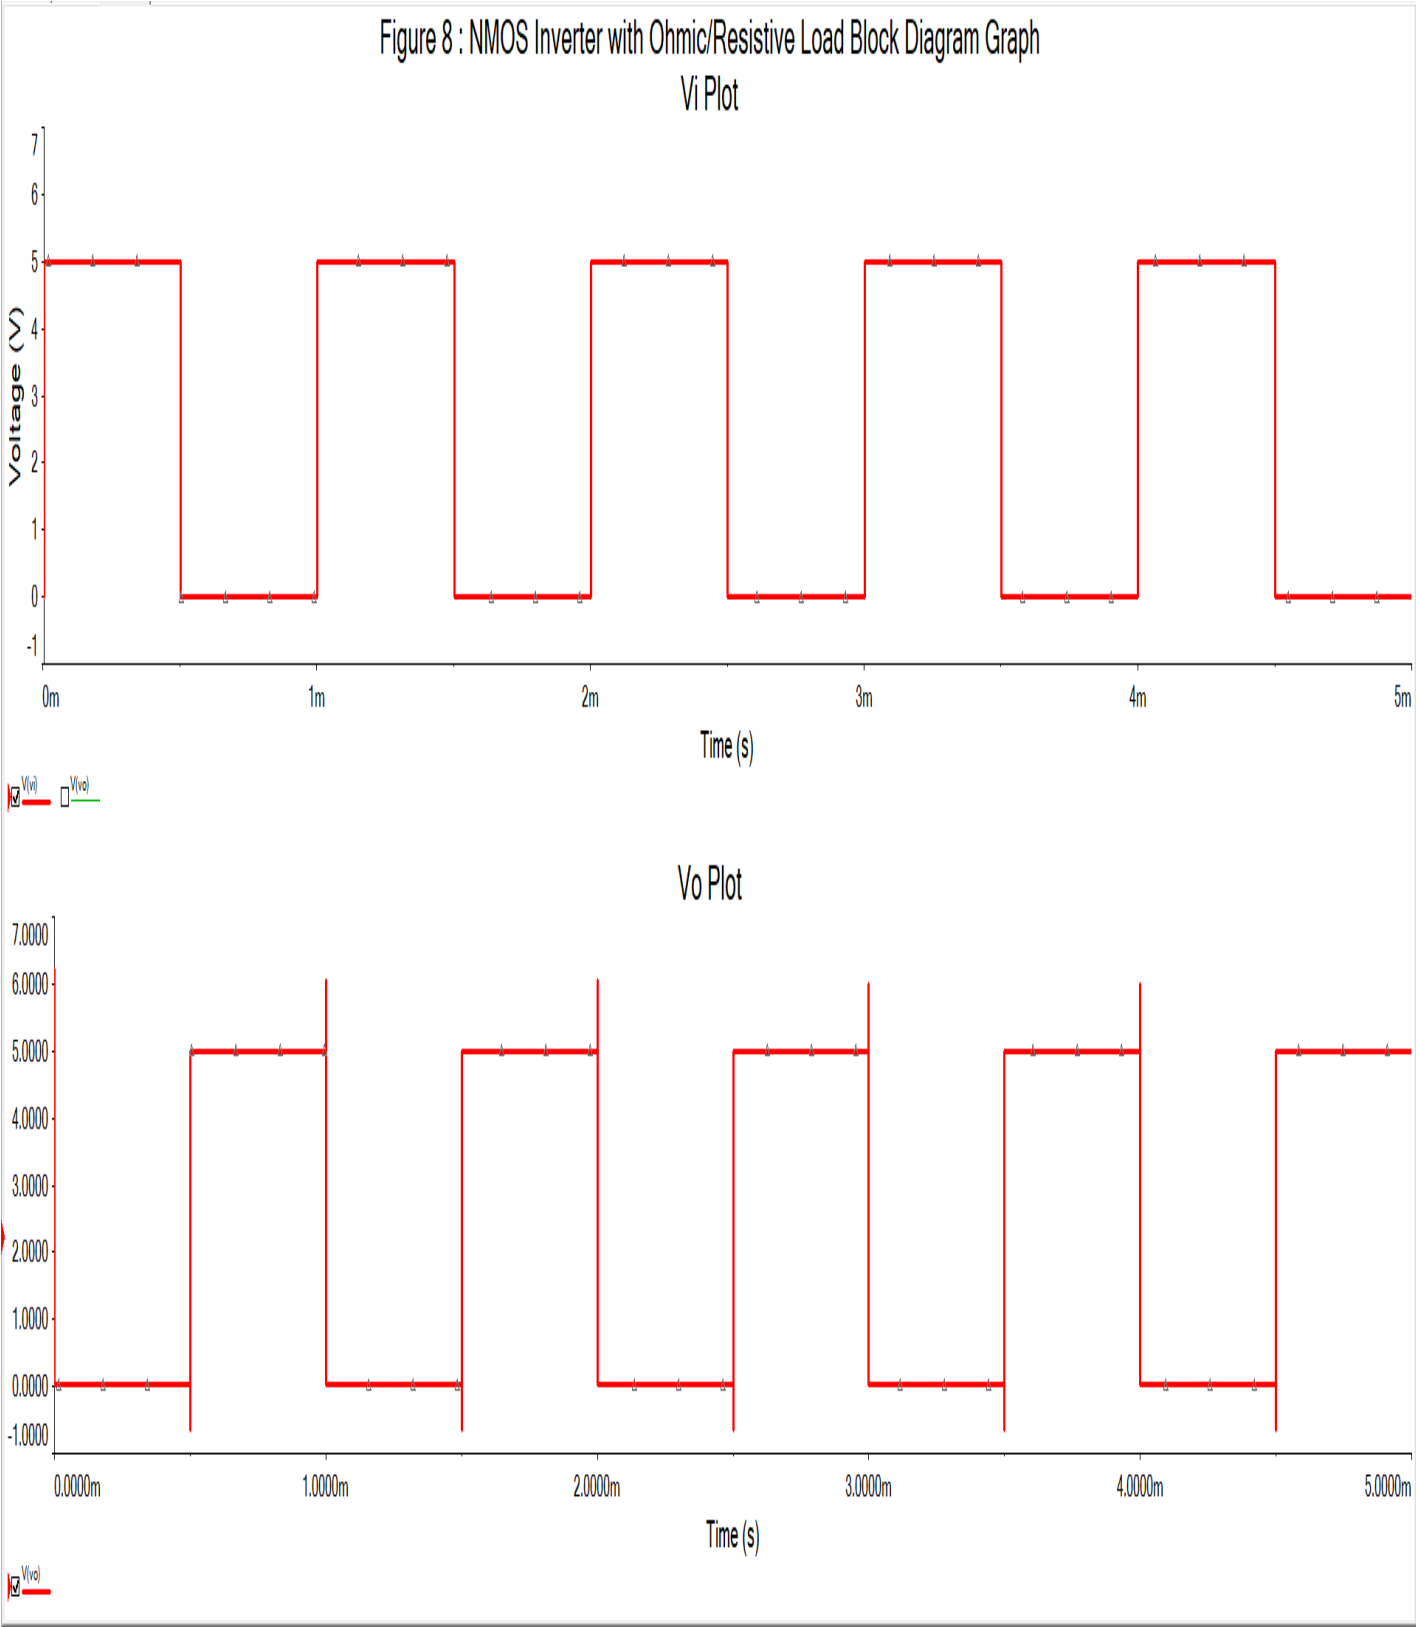 Figure 8 : NMOS Inverter with Ohmic/Resistive Load Block Diagram Graph
Vi Plot
Voltage (V)
7
6
5
4
3
2
1
0
-1
0m 1m 2m 3m 4m 5m
Time (s)
V(vi) V(vo)
Vo Plot
7.0000
6.0000
5.0000
4.0000
3.0000
2.0000
1.0000
0.0000
-1.0000
0.0000m 1.0000m 2.0000m 3.0000m 4.0000m 5.0000m
Time (s)
V(vo)